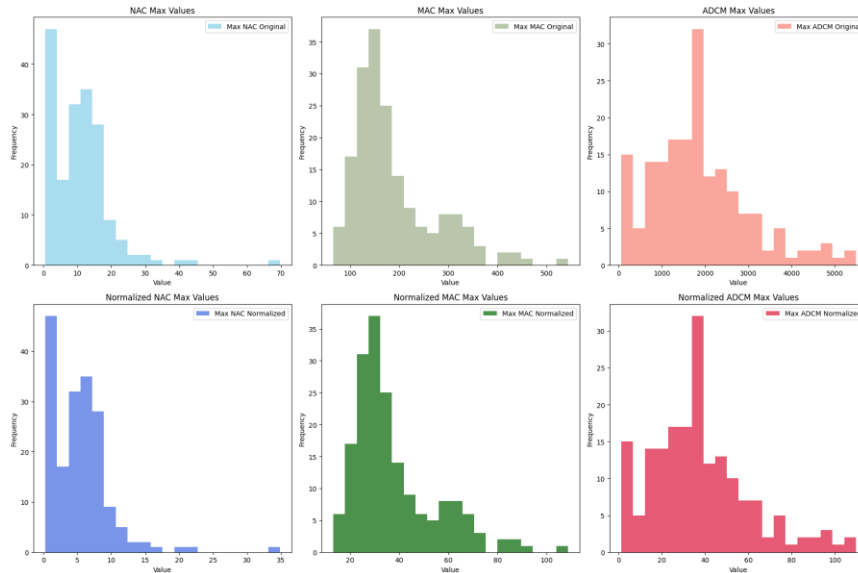 NAC Max Values
Max NAC Original
Frequency
40
30
20
10
0
0 10 20 30 40 50 60 70
Value
MAC Max Values
Max MAC Original
Frequency
35
30
25
20
15
10
5
0
100 200 300 400 500
Value
ADCM Max Values
Max ADCM Original
Frequency
30
25
20
15
10
5
0
0 1000 2000 3000 4000 5000
Value
Normalized NAC Max Values
Max NAC Normalized
Frequency
40
30
20
10
0
0 5 10 15 20 25 30 35
Value
Normalized MAC Max Values
Max MAC Normalized
Frequency
35
30
25
20
15
10
5
0
20 40 60 80 100
Value
Normalized ADCM Max Values
Max ADCM Normalized
Frequency
30
25
20
15
10
5
0
0 20 40 60 80 100
Value